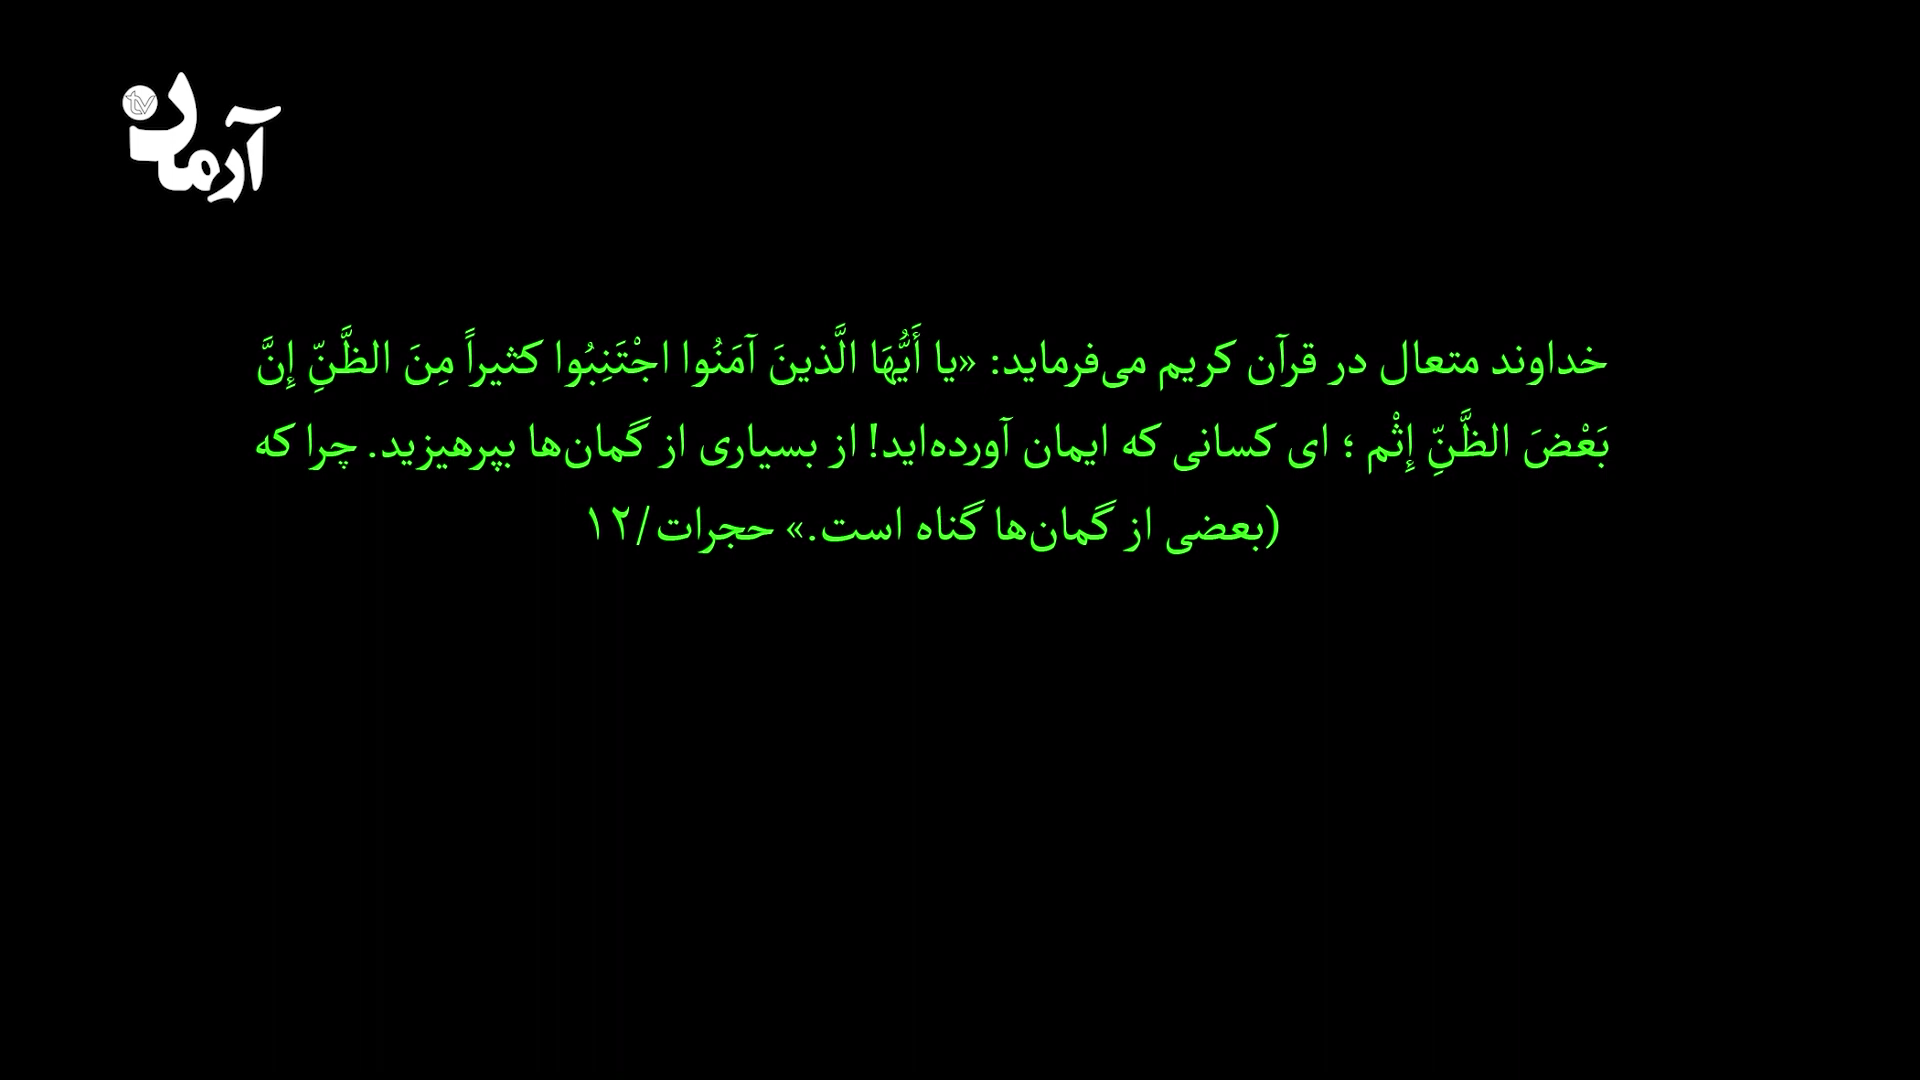 آرمان
tv
خداوند متعال در قرآن کریم می‌فرماید: «یا أَیُّهَا الَّذینَ آمَنُوا اجْتَنِبُوا کثیراً مِنَ الظَّنِّ إِنَّ
بَعْضَ الظَّنِّ إِثْم ؛ ای کسانی که ایمان آورده‌اید! از بسیاری از گمان‌ها بپرهیزید. چرا که
(بعضی از گمان‌ها گناه است.» حجرات/۱۲